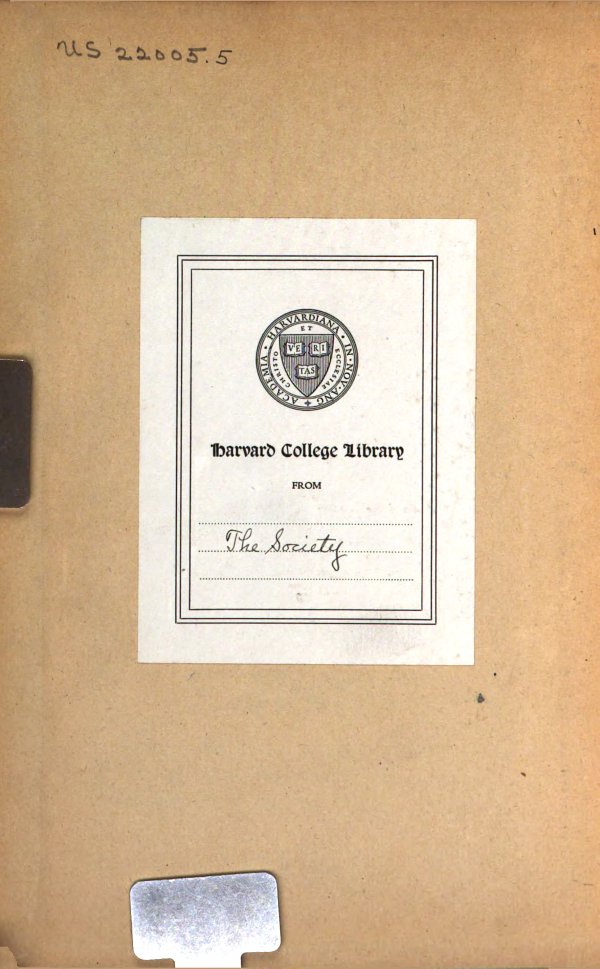 US 22005.5
ACADEMIA · HARVARDIANA · IN · NOV · ANG
CHRISTO ET ECCLESIAE
VE RI
TAS
Harvard College Library
FROM
The Society